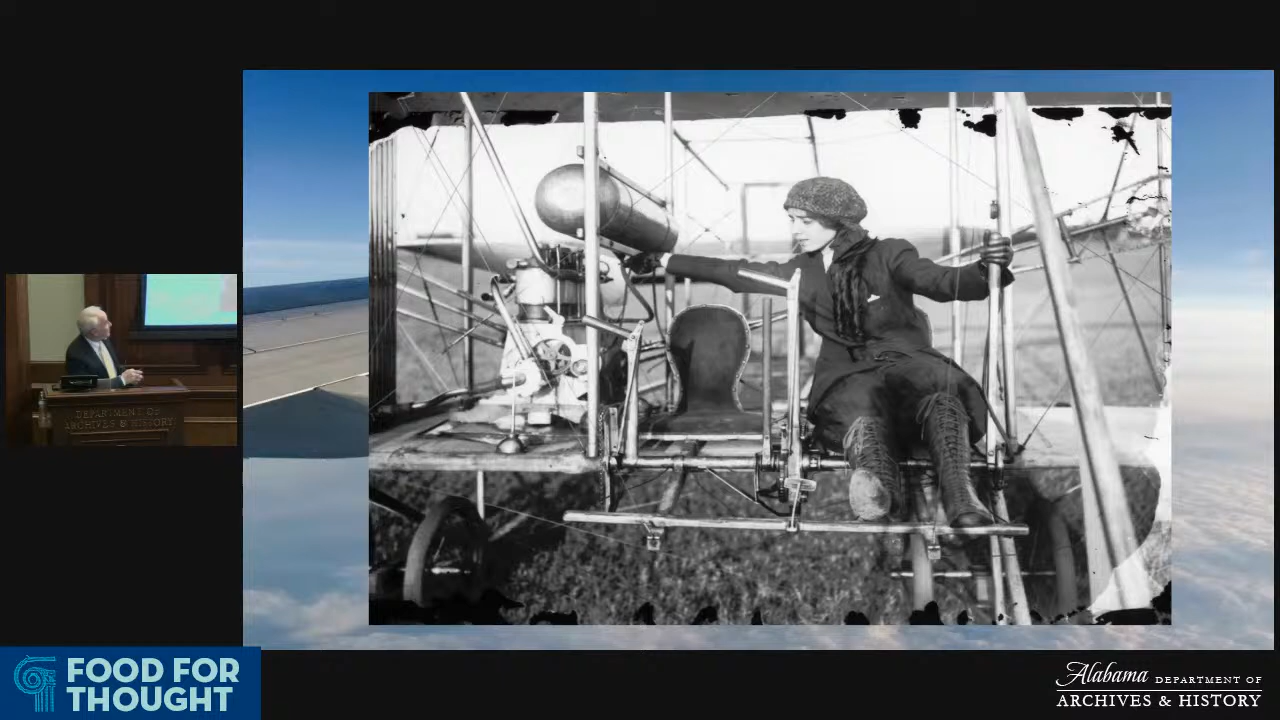 DEPARTMENT OF
ARCHIVES & HISTORY
FOOD FOR
THOUGHT
Alabama DEPARTMENT OF
ARCHIVES & HISTORY